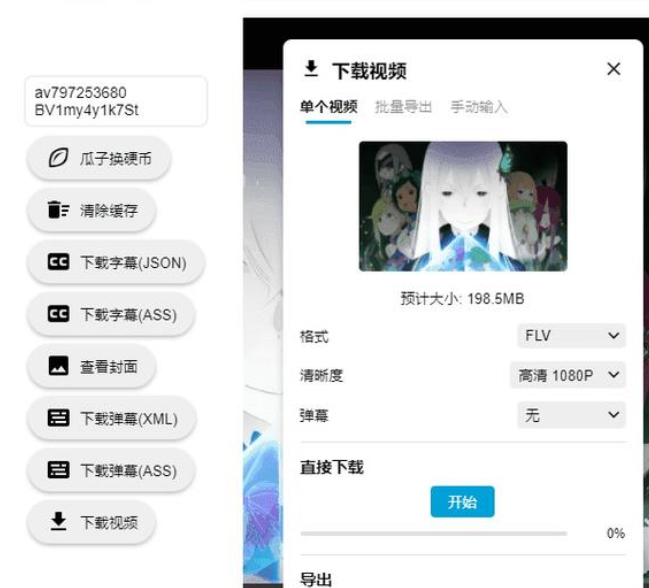 av797253680
BV1my4y1k7St
瓜子换硬币
清除缓存
下载字幕(JSON)
下载字幕(ASS)
查看封面
下载弹幕(XML)
下载弹幕(ASS)
下载视频
下载视频
单个视频 批量导出 手动输入
预计大小: 198.5MB
格式 FLV
清晰度 高清 1080P
弹幕 无
直接下载
开始
0%
导出